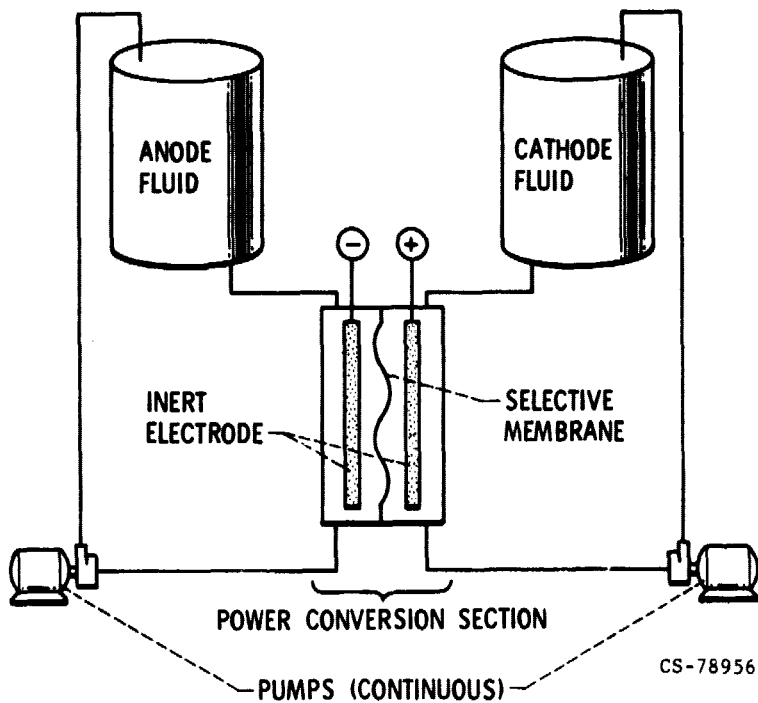 ANODE
FLUID
CATHODE
FLUID
− +
INERT
ELECTRODE
SELECTIVE
MEMBRANE
POWER CONVERSION SECTION
CS-78956
PUMPS (CONTINUOUS)